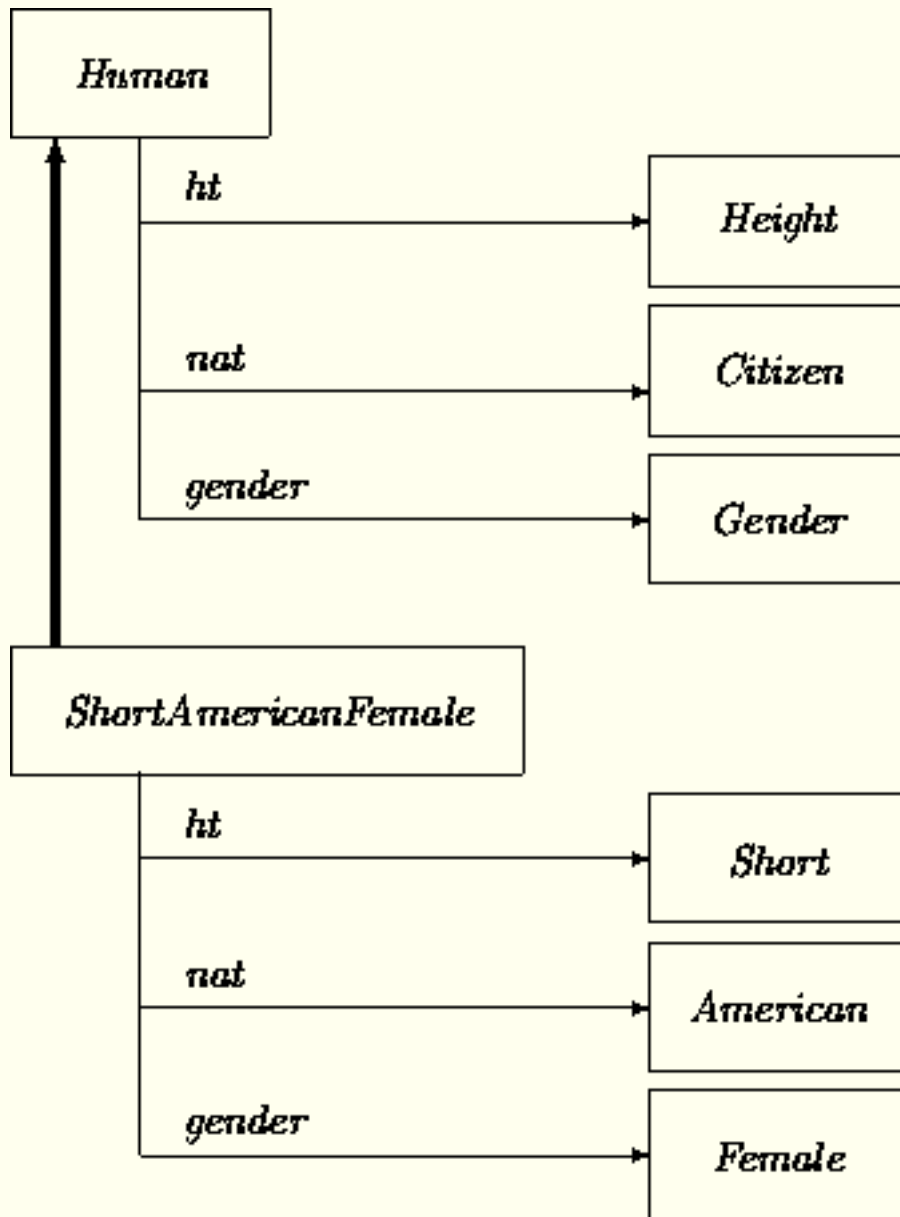 Human
ht
Height
nat
Citizen
gender
Gender
ShortAmericanFemale
ht
Short
nat
American
gender
Female